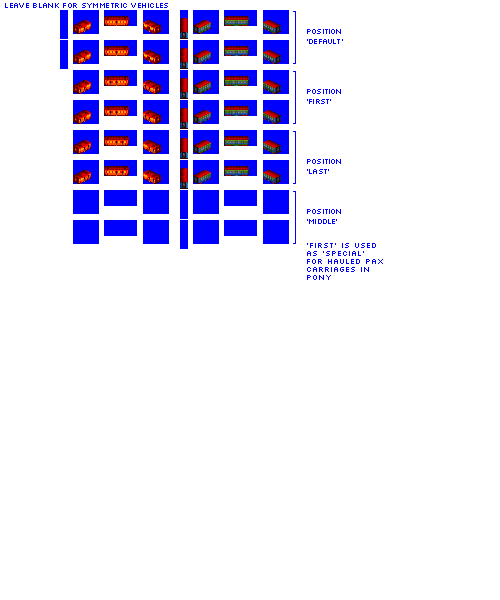 LEAVE BLANK FOR SYMMETRIC VEHICLES
POSITION
'DEFAULT'
POSITION
'FIRST'
POSITION
'LAST'
POSITION
'MIDDLE'
'FIRST' IS USED
AS 'SPECIAL'
FOR HAULED PAX
CARRIAGES IN
PONY